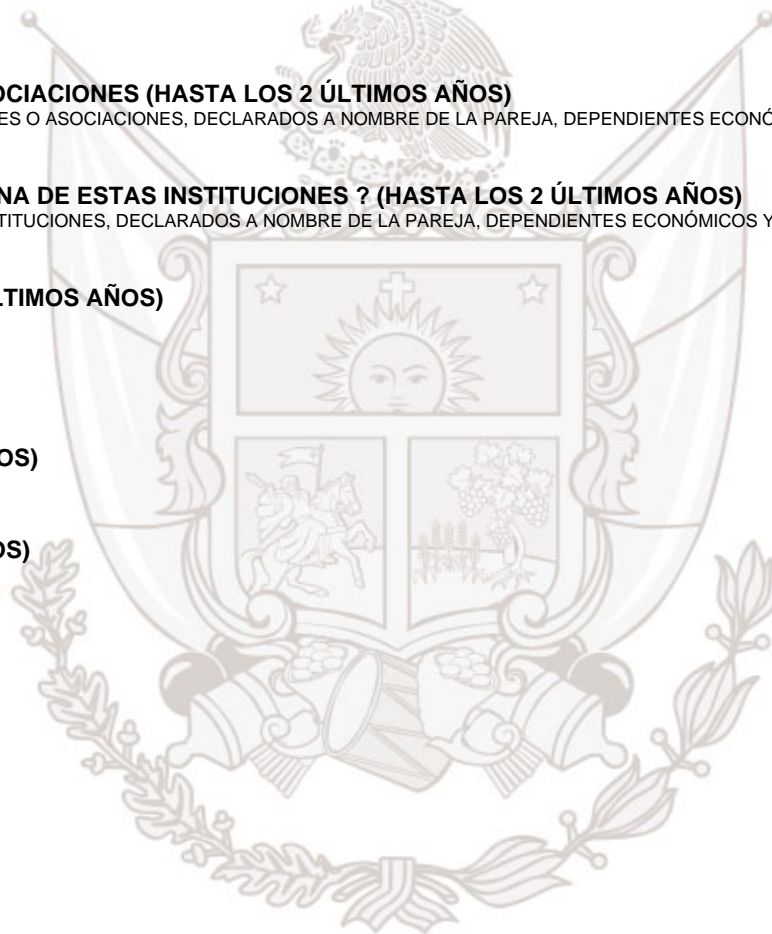 OCIACIONES (HASTA LOS 2 ÚLTIMOS AÑOS)
ES O ASOCIACIONES, DECLARADOS A NOMBRE DE LA PAREJA, DEPENDIENTES ECONÓ
NA DE ESTAS INSTITUCIONES ? (HASTA LOS 2 ÚLTIMOS AÑOS)
TITUCIONES, DECLARADOS A NOMBRE DE LA PAREJA, DEPENDIENTES ECONÓMICOS Y
LTIMOS AÑOS)
OS)
OS)